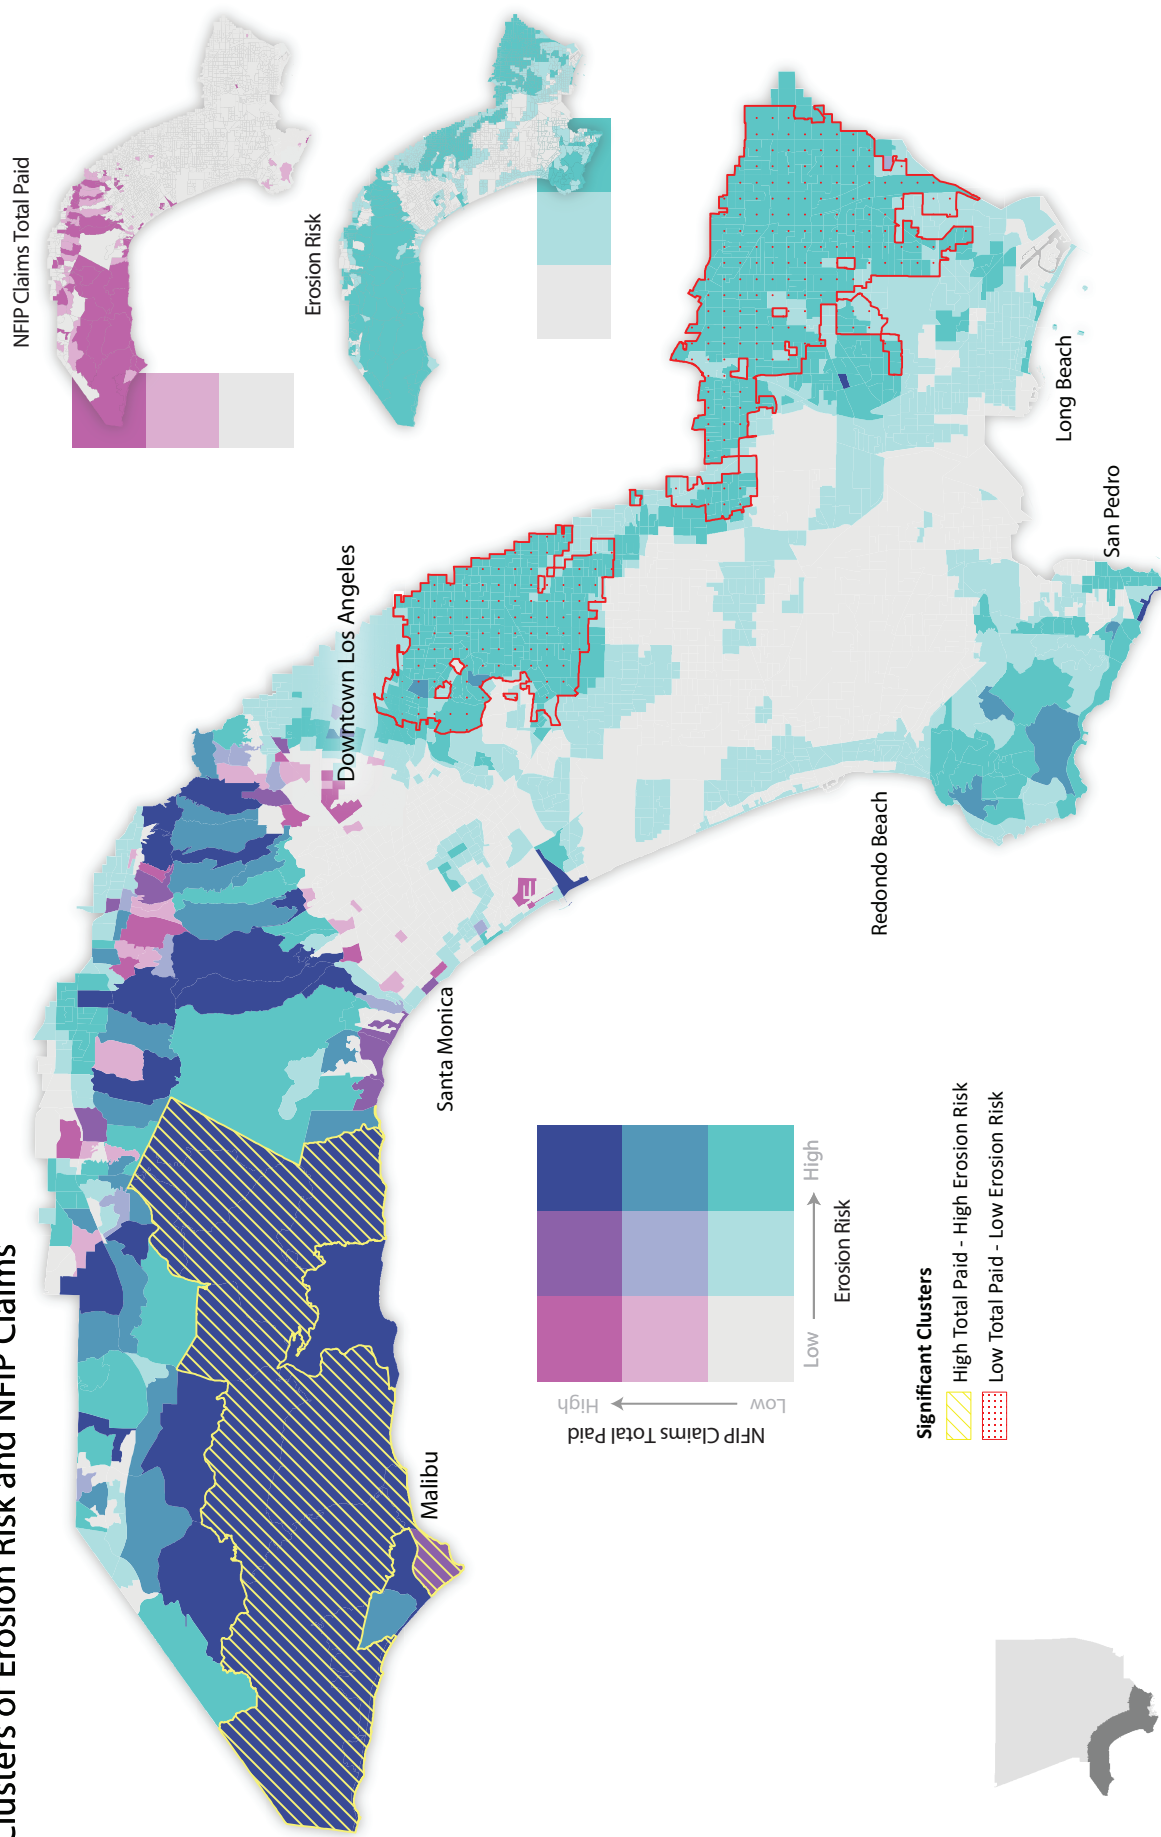 Clusters of Erosion Risk and NFIP Claims
NFIP Claims Total Paid
Erosion Risk
Downtown Los Angeles
Long Beach
San Pedro
Redondo Beach
Santa Monica
Malibu
NFIP Claims Total Paid
High
Low
Low
High
Erosion Risk
Significant Clusters
High Total Paid - High Erosion Risk
Low Total Paid - Low Erosion Risk